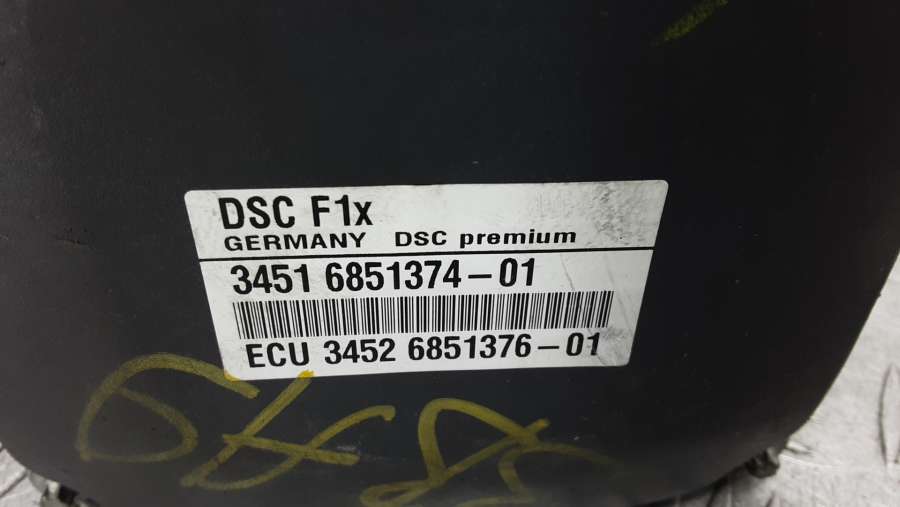 DSC F1x
GERMANY DSC premium
3451 6851374-01
ECU 3452 6851376-01